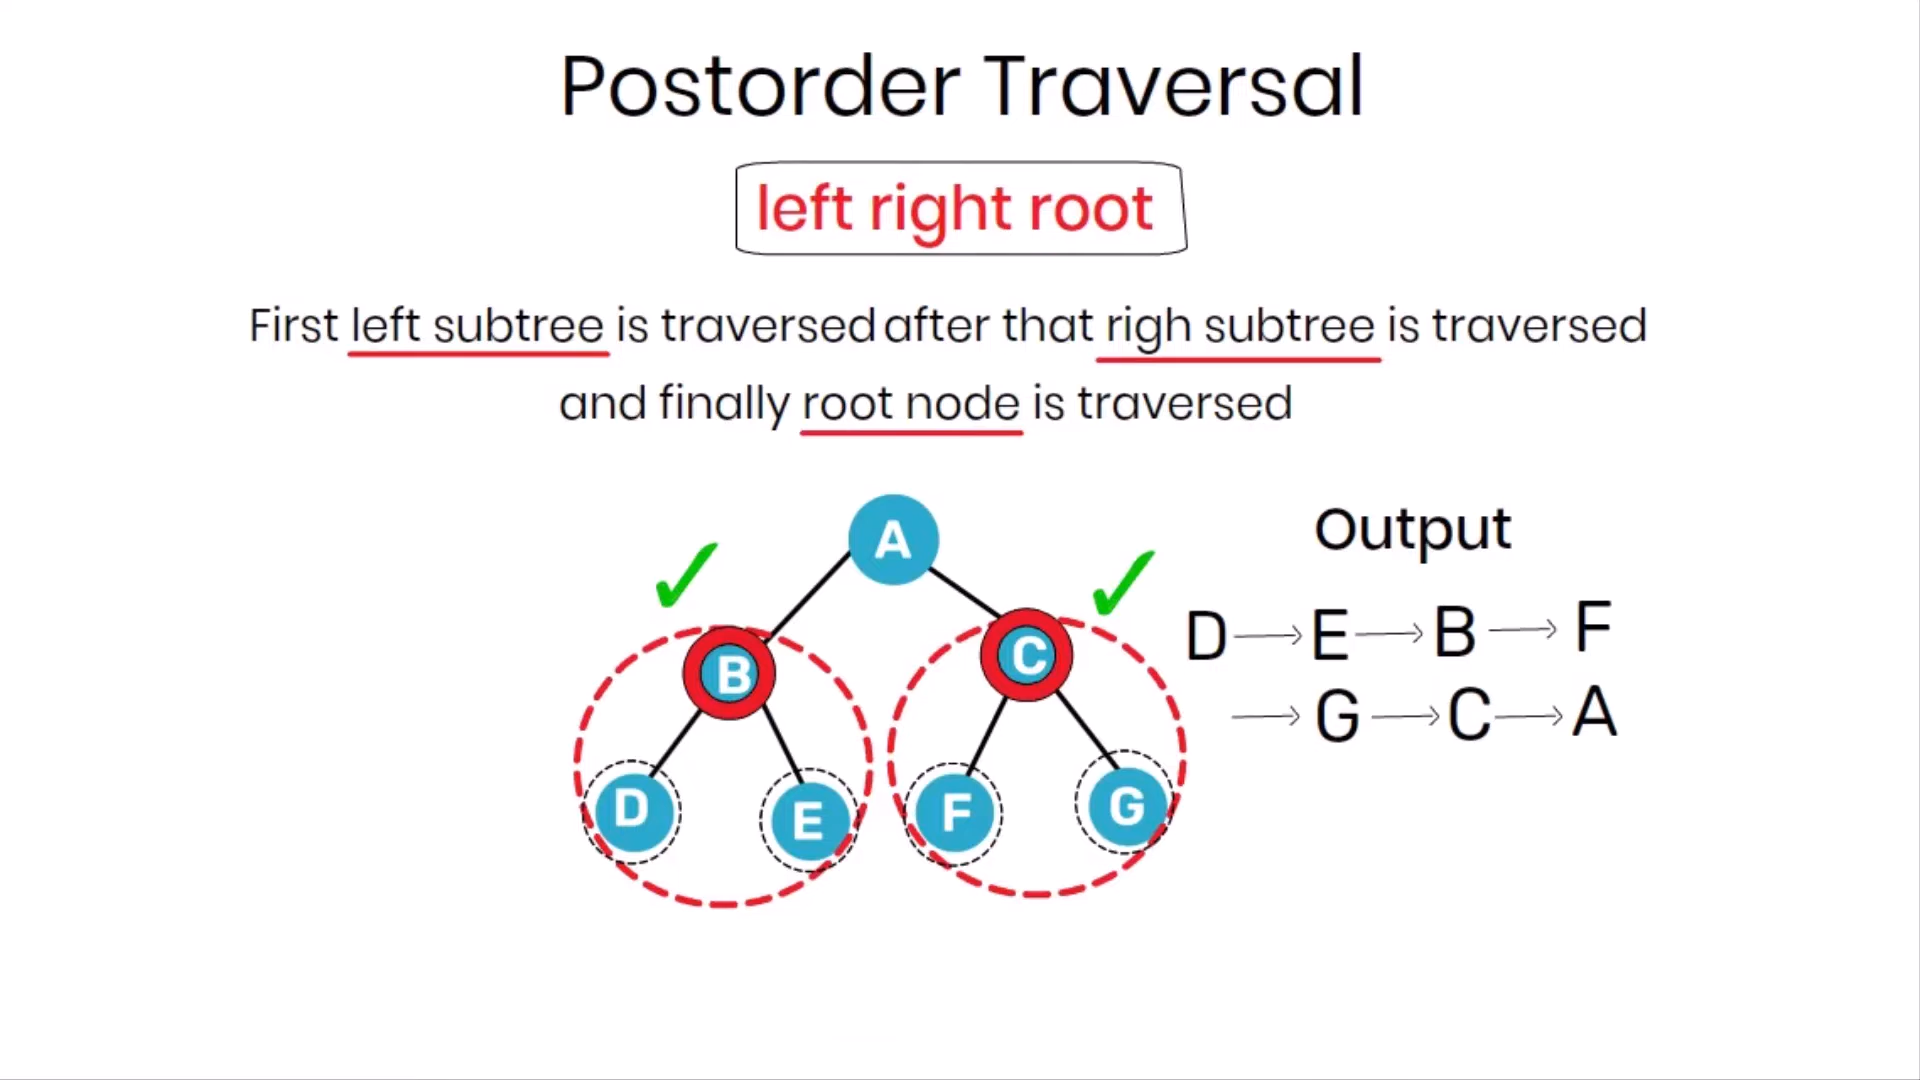 Postorder Traversal
left right root
First left subtree is traversed after that righ subtree is traversed
and finally root node is traversed
A
B
C
D
E
F
G
Output
D → E → B → F
→ G → C → A